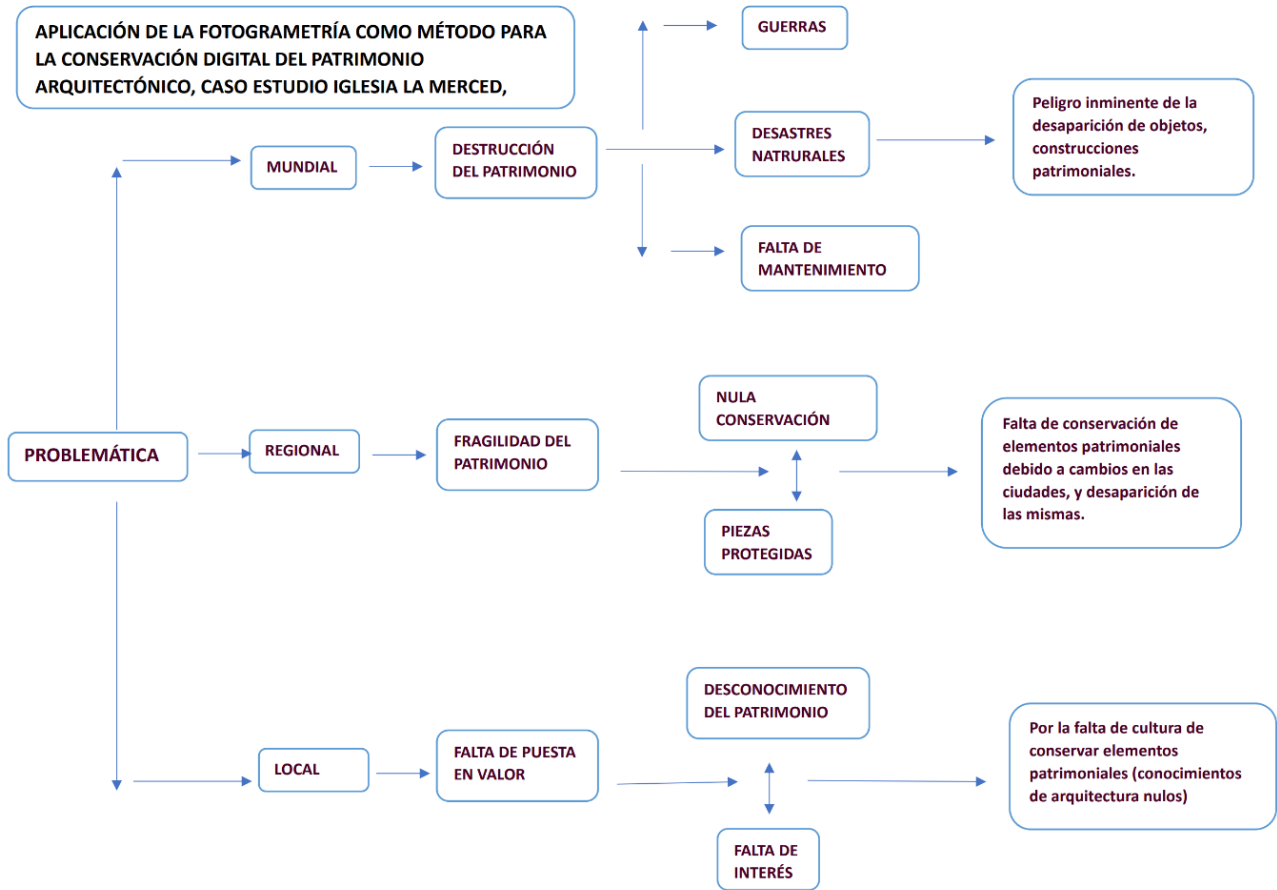 APLICACIÓN DE LA FOTOGRAMETRÍA COMO MÉTODO PARA
LA CONSERVACIÓN DIGITAL DEL PATRIMONIO
ARQUITECTÓNICO, CASO ESTUDIO IGLESIA LA MERCED,
PROBLEMÁTICA
MUNDIAL
DESTRUCCIÓN
DEL PATRIMONIO
GUERRAS
DESASTRES
NATRURALES
FALTA DE
MANTENIMIENTO
Peligro inminente de la
desaparición de objetos,
construcciones
patrimoniales.
REGIONAL
FRAGILIDAD DEL
PATRIMONIO
NULA
CONSERVACIÓN
PIEZAS
PROTEGIDAS
Falta de conservación de
elementos patrimoniales
debido a cambios en las
ciudades, y desaparición de
las mismas.
LOCAL
FALTA DE PUESTA
EN VALOR
DESCONOCIMIENTO
DEL PATRIMONIO
FALTA DE
INTERÉS
Por la falta de cultura de
conservar elementos
patrimoniales (conocimientos
de arquitectura nulos)